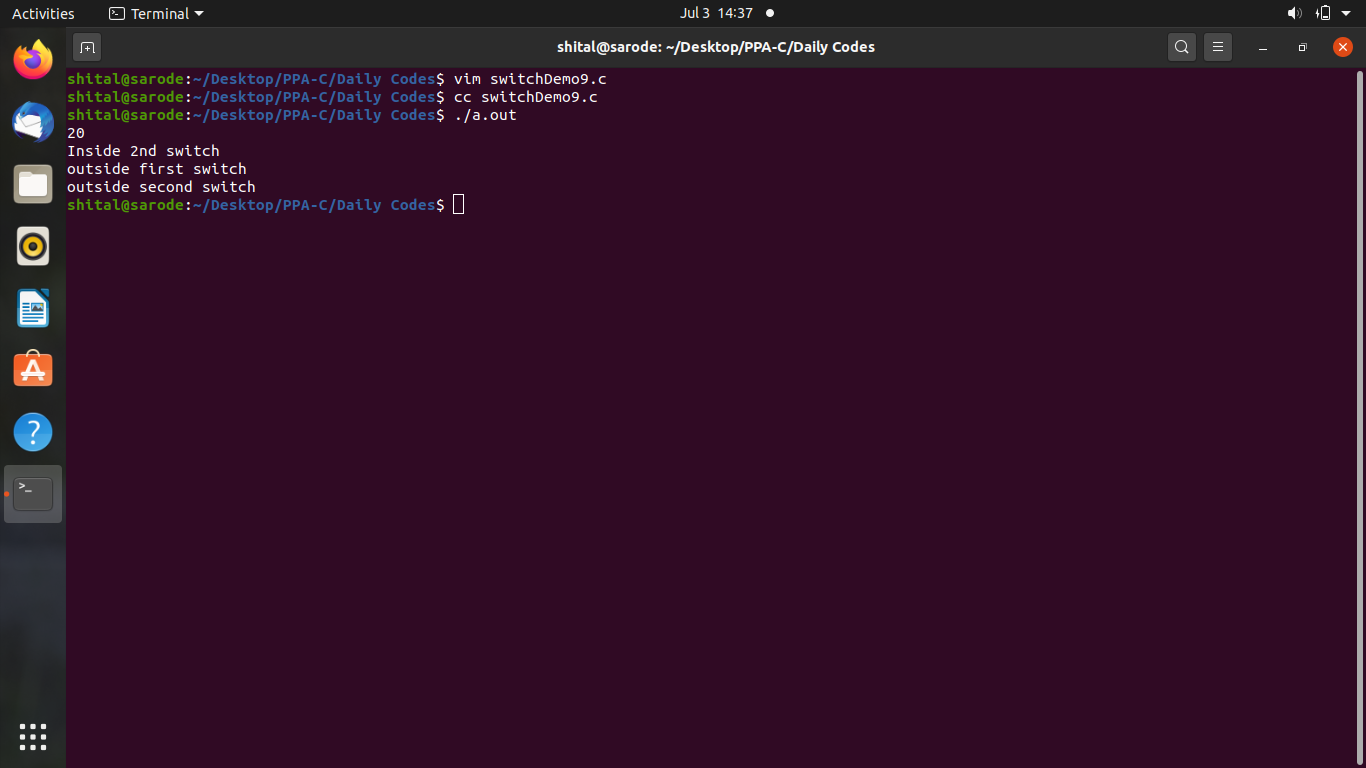 Activities
Terminal
Jul 3 14:37
shital@sarode: ~/Desktop/PPA-C/Daily Codes
shital@sarode:~/Desktop/PPA-C/Daily Codes$ vim switchDemo9.c
shital@sarode:~/Desktop/PPA-C/Daily Codes$ cc switchDemo9.c
shital@sarode:~/Desktop/PPA-C/Daily Codes$ ./a.out
20
Inside 2nd switch
outside first switch
outside second switch
shital@sarode:~/Desktop/PPA-C/Daily Codes$